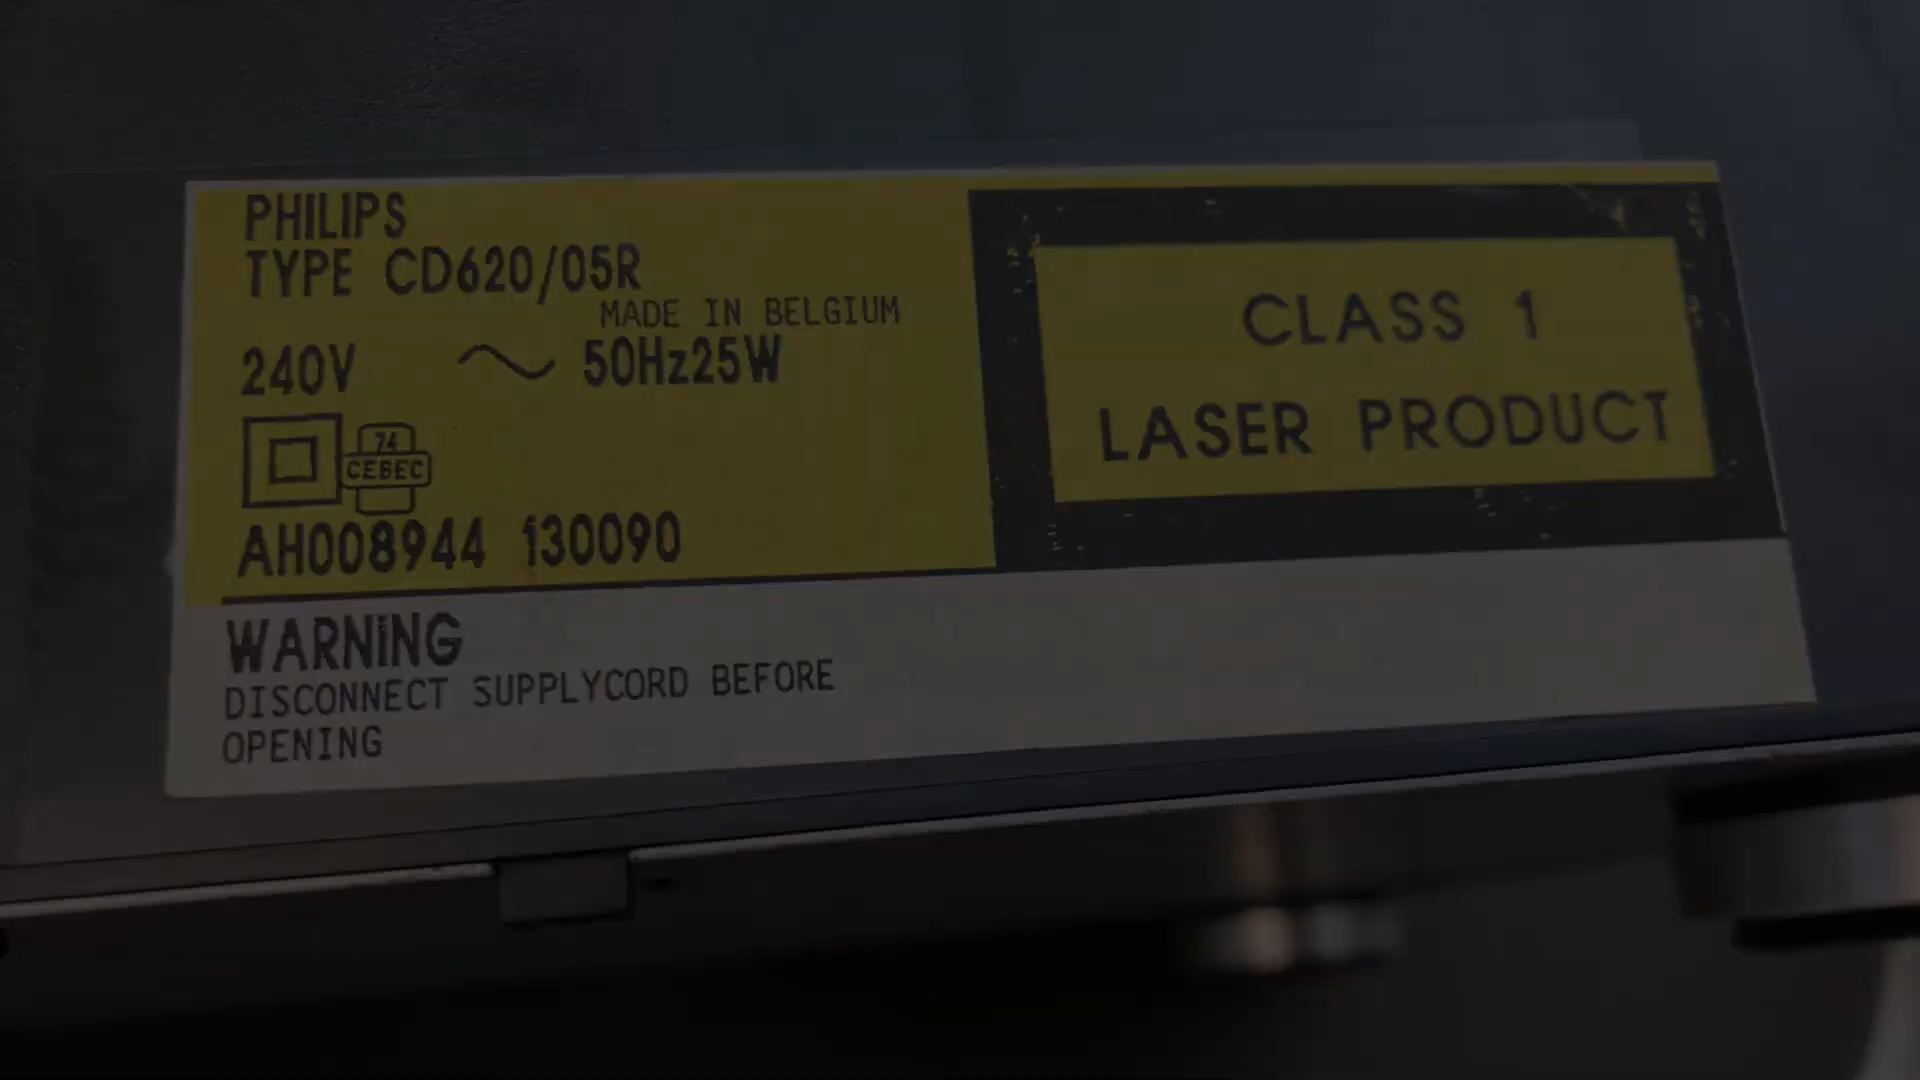 PHILIPS
TYPE CD620/05R
MADE IN BELGIUM
240V ~ 50Hz25W
74
CEBEC
AH008944 130090
CLASS 1
LASER PRODUCT
WARNING
DISCONNECT SUPPLYCORD BEFORE
OPENING